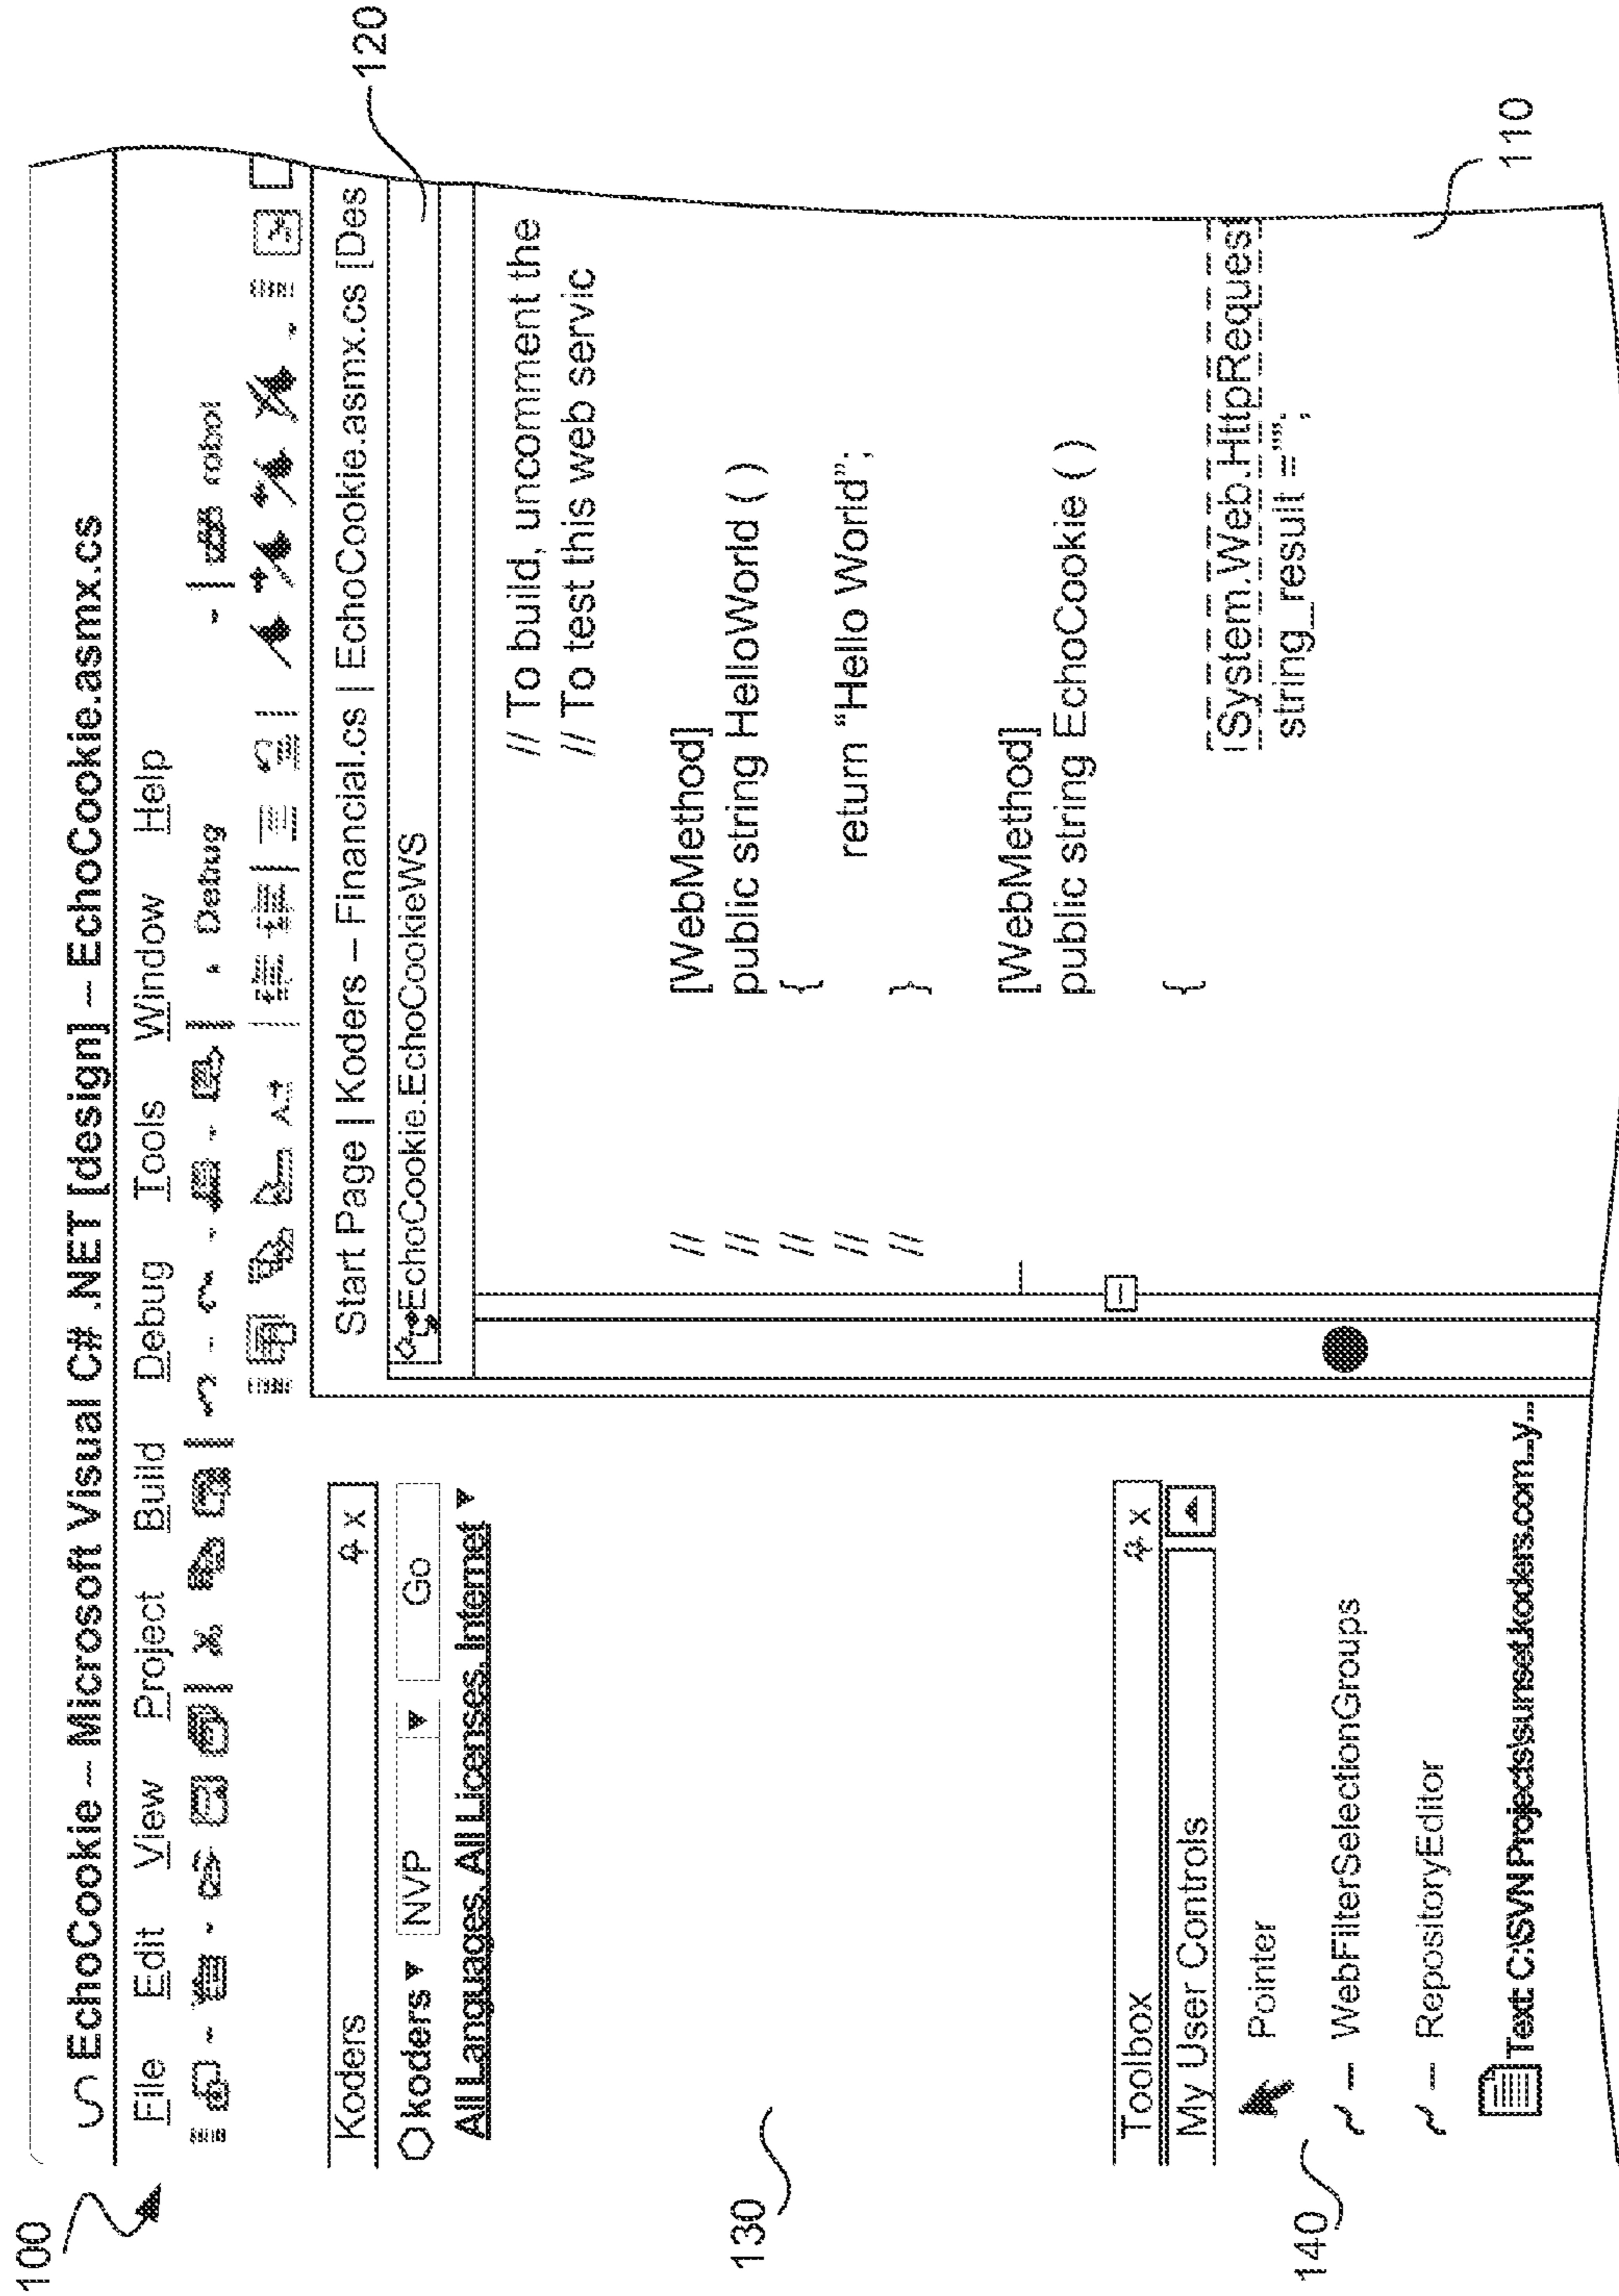 100
EchoCookie – Microsoft Visual C# .NET [design] – EchoCookie.asmx.cs
File Edit View Project Build Debug Tools Window Help
Debug
robol
Koders x
koders NVP Go
All Languages, All Licenses, Internet
Start Page | Koders – Financial.cs | EchoCookie.asmx.cs [Des
EchoCookie.EchoCookieWS
120
// To build, uncomment the
// To test this web servic
// [WebMethod]
// public string HelloWorld ( )
// {
// return “Hello World”;
// }
[WebMethod]
public string EchoCookie ( )
{
System.Web.HttpRequest
string_result =””;
110
130
Toolbox x
My User Controls
Pointer
WebFilterSelectionGroups
RepositoryEditor
Text: C:\SVN\Projects\sunset.koders.com...y...
140